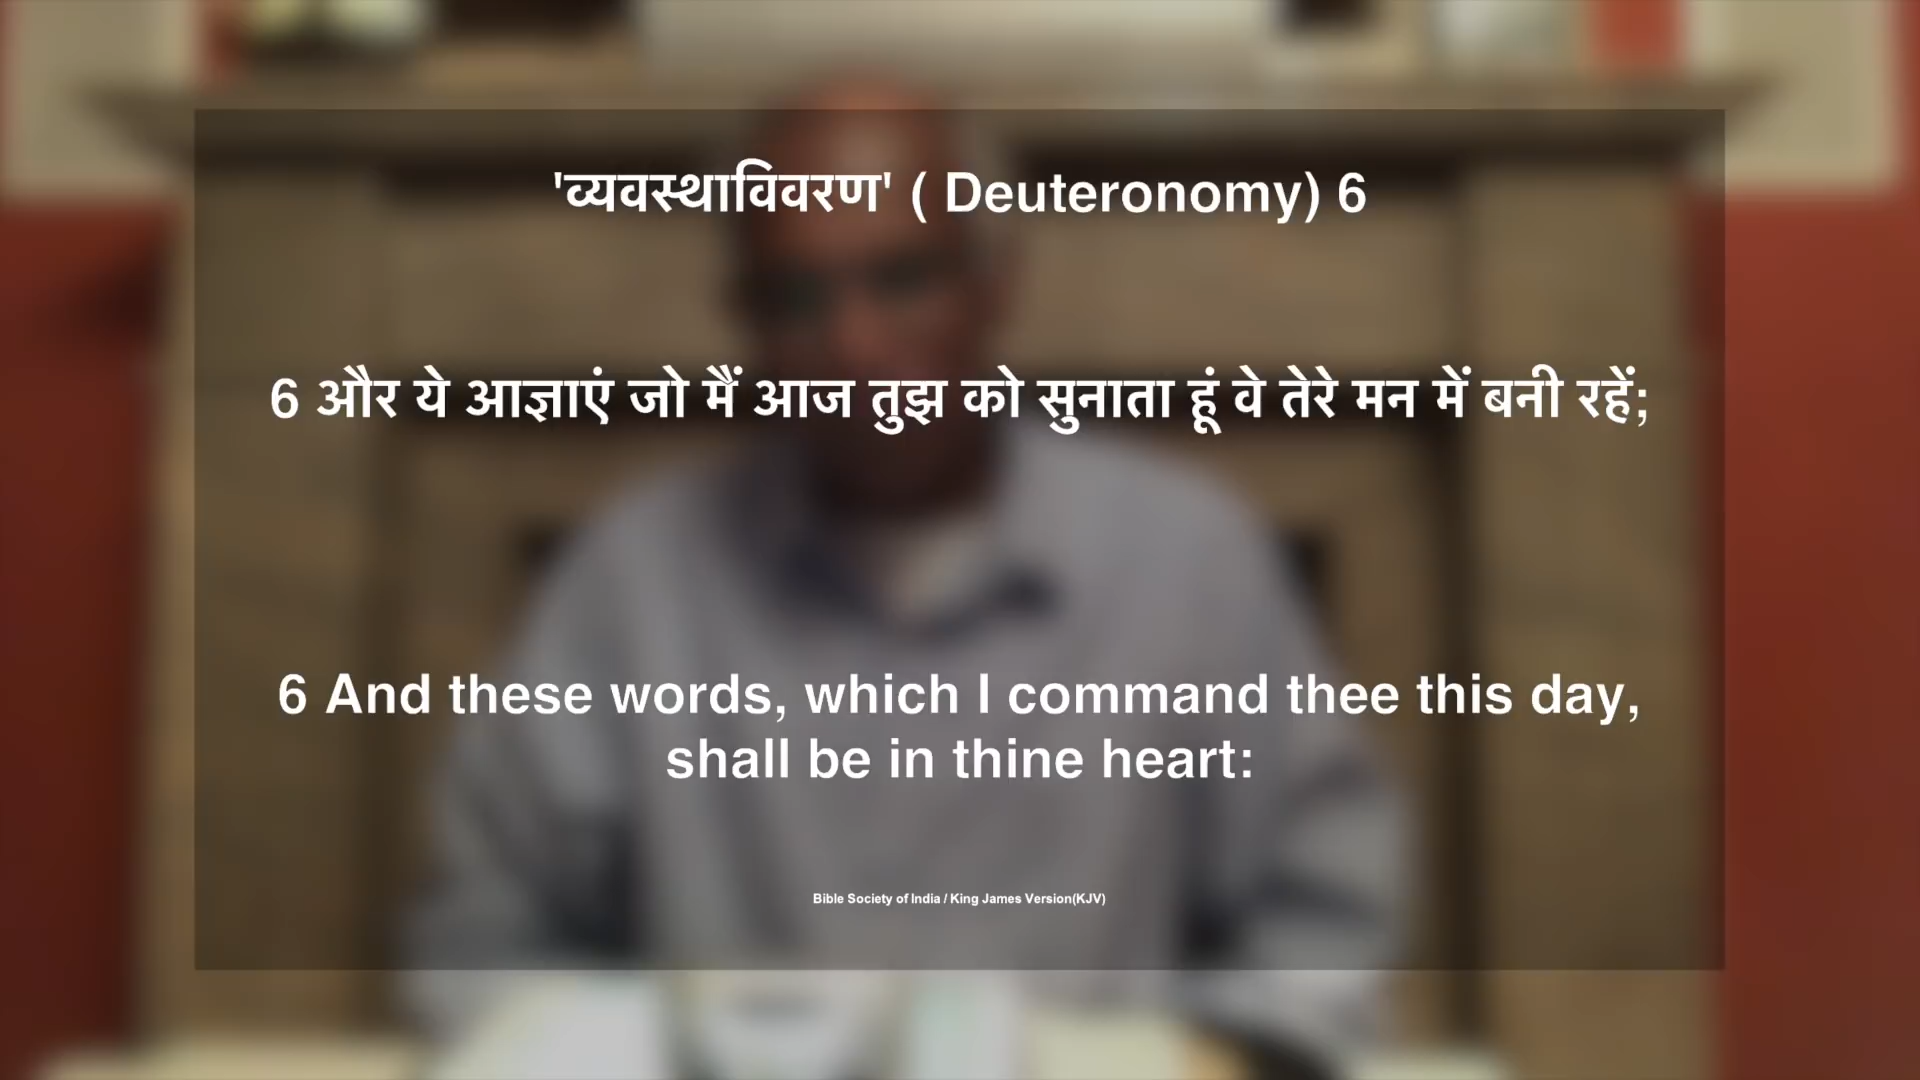 'व्यवस्थाविवरण' ( Deuteronomy) 6
6 और ये आज्ञाएं जो मैं आज तुझ को सुनाता हूं वे तेरे मन में बनी रहें;
6 And these words, which I command thee this day,
shall be in thine heart:
Bible Society of India / King James Version(KJV)